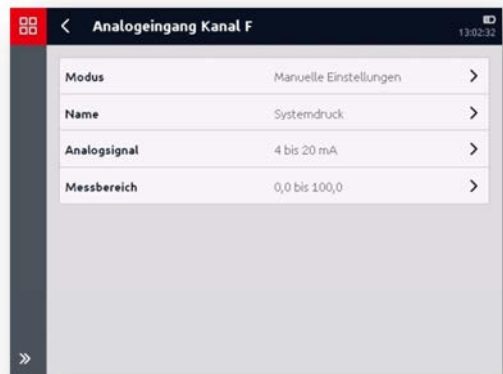 Analogeingang Kanal F
13:02:32
Modus Manuelle Einstellungen
Name Systemdruck
Analogsignal 4 bis 20 mA
Messbereich 0,0 bis 100,0